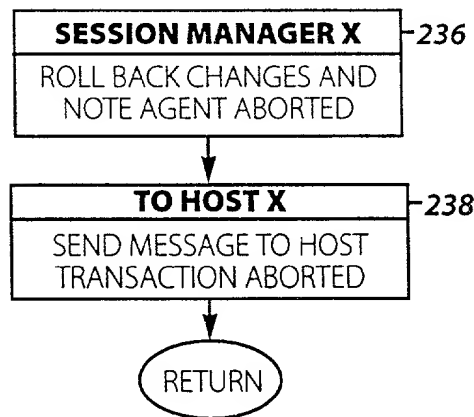 SESSION MANAGER X
236
ROLL BACK CHANGES AND
NOTE AGENT ABORTED
TO HOST X
238
SEND MESSAGE TO HOST
TRANSACTION ABORTED
RETURN